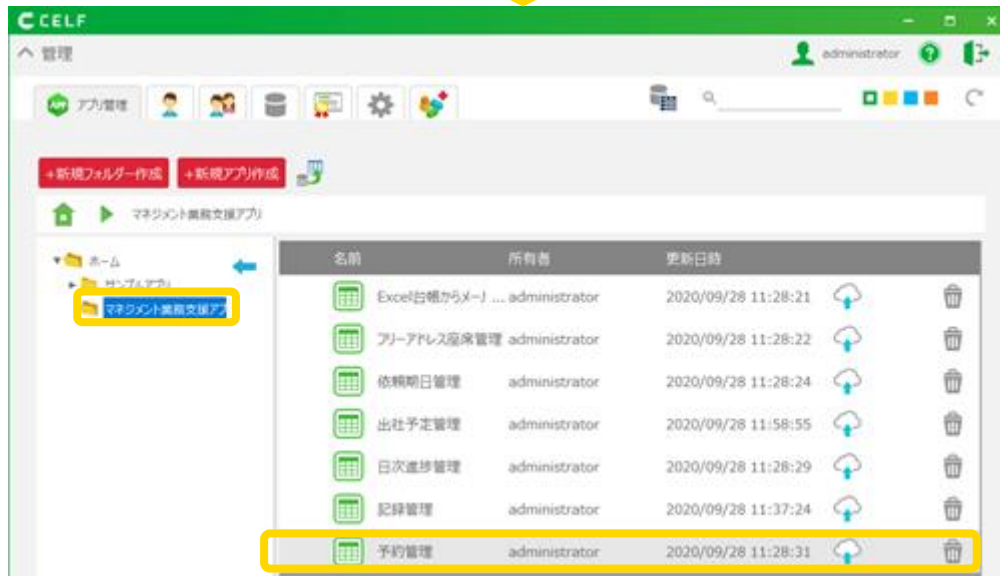 CELF
管理
administrator
アプリ管理
+新規フォルダー作成 +新規アプリ作成
マネジメント業務支援アプリ
ホーム
サンプルアプリ
マネジメント業務支援アプ
名前 所有者 更新日時
Excel台帳からメール ... administrator 2020/09/28 11:28:21
フリーアドレス座席管理 administrator 2020/09/28 11:28:22
依頼期日管理 administrator 2020/09/28 11:28:24
出社予定管理 administrator 2020/09/28 11:58:55
日次進捗管理 administrator 2020/09/28 11:28:29
記録管理 administrator 2020/09/28 11:37:24
予約管理 administrator 2020/09/28 11:28:31